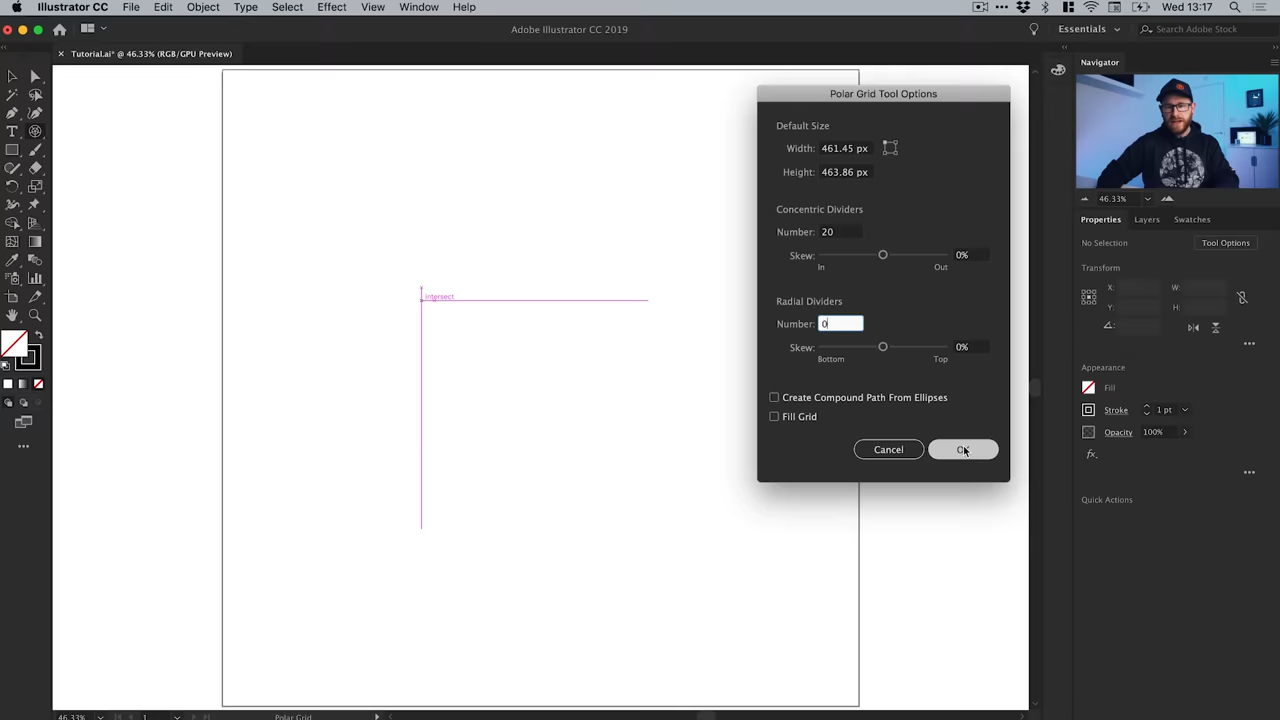 Illustrator CC File Edit Object Type Select Effect View Window Help Wed 13:17
Adobe Illustrator CC 2019 Essentials Search Adobe Stock
× Tutorial.ai* @ 46.33% (RGB/GPU Preview)
Navigator
Polar Grid Tool Options
Default Size
Width: 461.45 px
Height: 463.86 px
Concentric Dividers
Number: 20
Skew: 0%
In Out
Radial Dividers
Number: 0
Skew: 0%
Bottom Top
Create Compound Path From Ellipses
Fill Grid
Cancel
intersect
46.33%
Properties Layers Swatches
No Selection Tool Options
Transform
X: W:
Y: H:
Appearance
Fill
Stroke 1 pt
Opacity 100%
fx.
Quick Actions
46.33% 1 Polar Grid